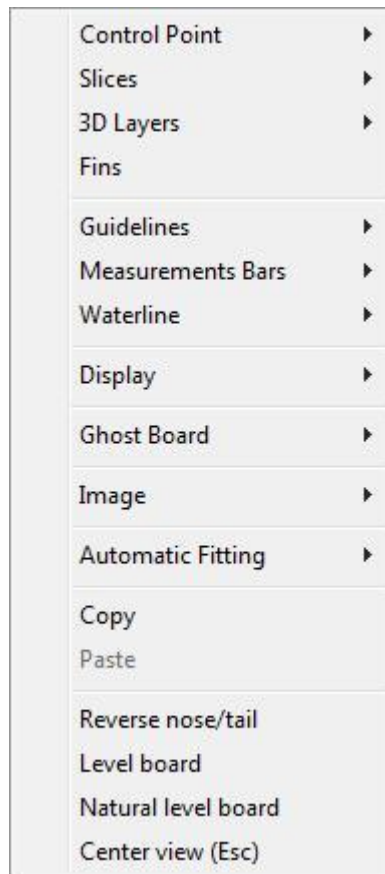 Control Point
Slices
3D Layers
Fins
Guidelines
Measurements Bars
Waterline
Display
Ghost Board
Image
Automatic Fitting
Copy
Paste
Reverse nose/tail
Level board
Natural level board
Center view (Esc)